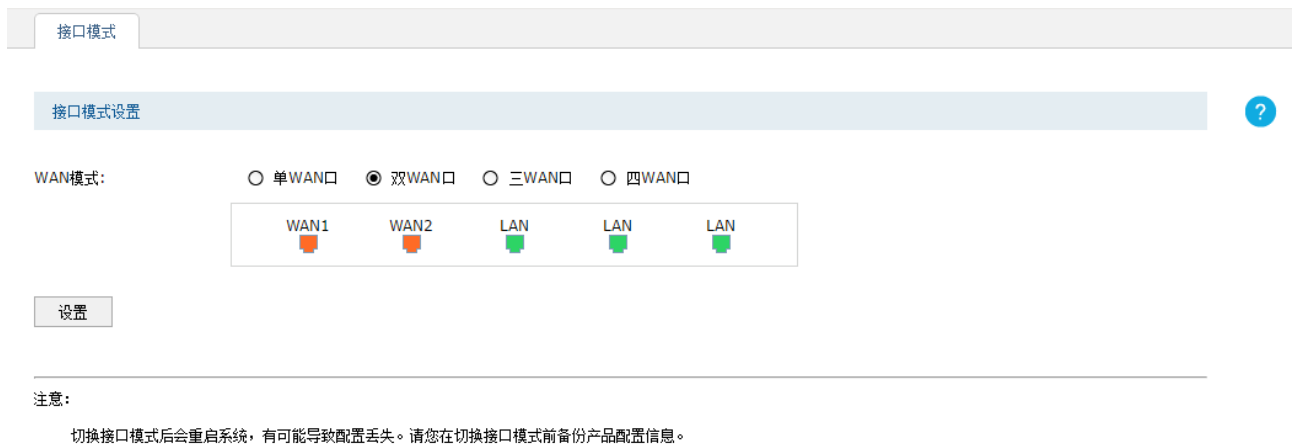 接口模式
接口模式设置
?
WAN模式: 单WAN口 双WAN口 三WAN口 四WAN口
WAN1 WAN2 LAN LAN LAN
设置
注意:
切换接口模式后会重启系统，有可能导致配置丢失。请您在切换接口模式前备份产品配置信息。